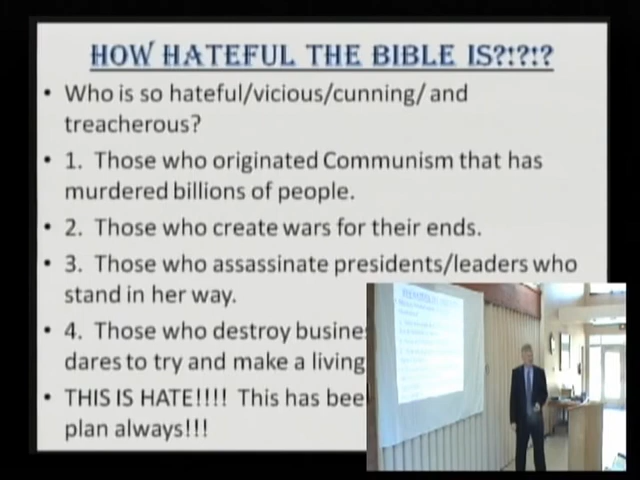 HOW HATEFUL THE BIBLE IS?!?!?
• Who is so hateful/vicious/cunning/ and
treacherous?
• 1. Those who originated Communism that has
murdered billions of people.
• 2. Those who create wars for their ends.
• 3. Those who assassinate presidents/leaders who
stand in her way.
• 4. Those who destroy
dares to try and make a living
• THIS IS HATE!!!! This has
plan always!!!